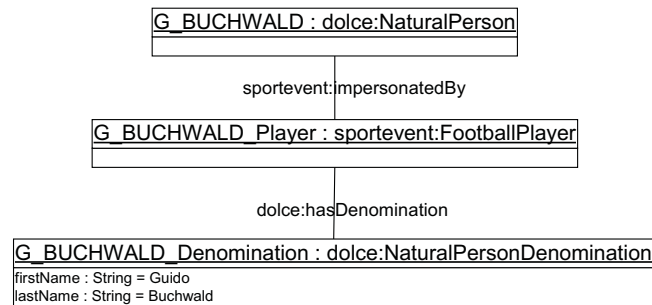 G_BUCHWALD : dolce:NaturalPerson
sportevent:impersonatedBy
G_BUCHWALD_Player : sportevent:FootballPlayer
dolce:hasDenomination
G_BUCHWALD_Denomination : dolce:NaturalPersonDenomination
firstName : String = Guido
lastName : String = Buchwald